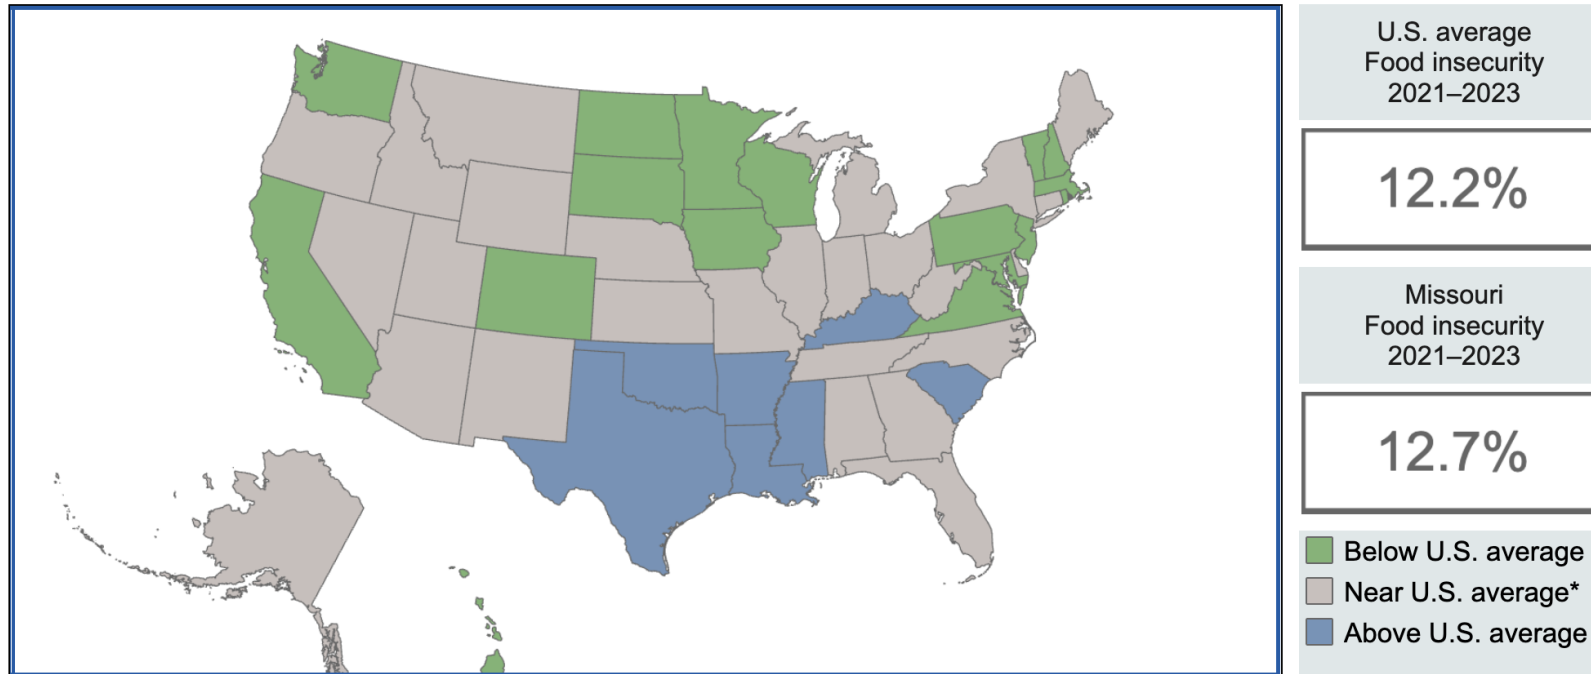 U.S. average
Food insecurity
2021–2023
12.2%
Missouri
Food insecurity
2021–2023
12.7%
Below U.S. average
Near U.S. average*
Above U.S. average